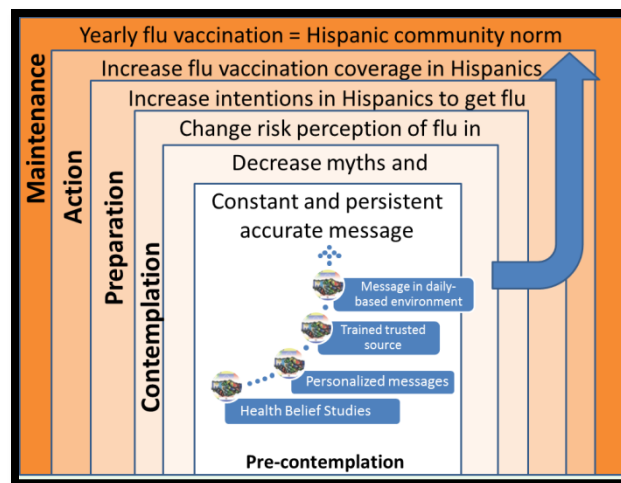 Yearly flu vaccination = Hispanic community norm
Increase flu vaccination coverage in Hispanics
Increase intentions in Hispanics to get flu
Change risk perception of flu in
Decrease myths and
Constant and persistent
accurate message
Message in daily-
based environment
Trained trusted
source
Personalized messages
Health Belief Studies
Pre-contemplation
Contemplation
Preparation
Action
Maintenance